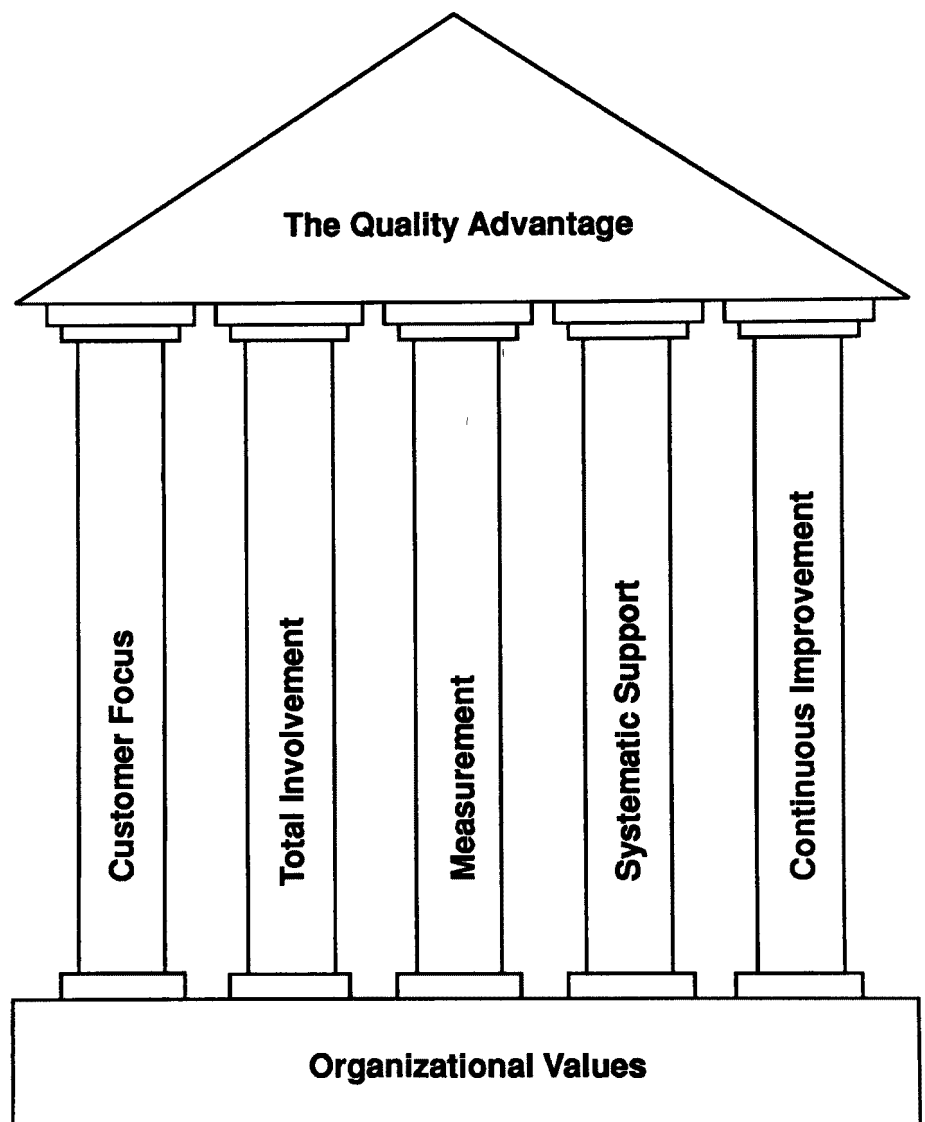 The Quality Advantage
Customer Focus
Total Involvement
Measurement
Systematic Support
Continuous Improvement
Organizational Values